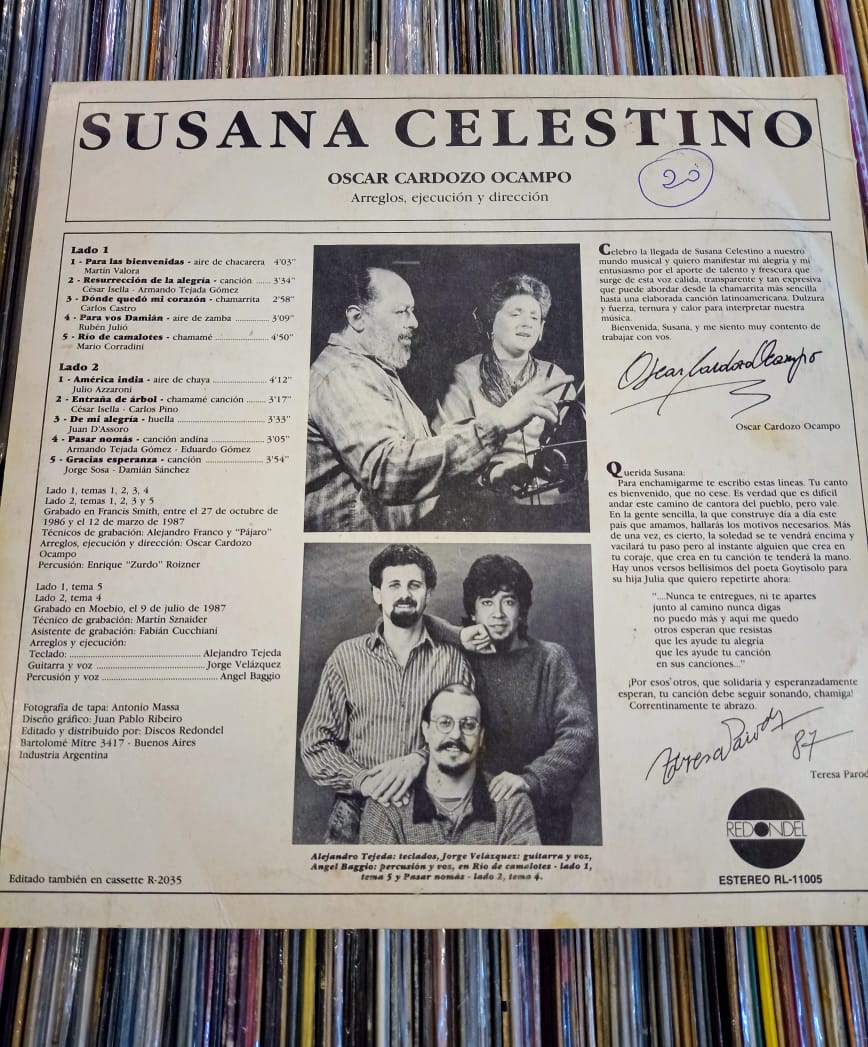 SUSANA CELESTINO
OSCAR CARDOZO OCAMPO
Arreglos, ejecución y dirección
20
Lado 1
1 - Para las bienvenidas - aire de chacarera 4'03"
Martín Valora
2 - Resurrección de la alegría - canción ...... 3'34"
César Isella - Armando Tejada Gómez
3 - Dónde quedó mi corazón - chamarrita 2'58"
Carlos Castro
4 - Para vos Damián - aire de zamba ............ 3'09"
Rubén Julió
5 - Río de camalotes - chamamé .................. 4'50"
Mario Corradini
Lado 2
1 - América india - aire de chaya ...................... 4'12"
Julio Azzaroni
2 - Entraña de árbol - chamamé canción ...... 3'17"
César Isella - Carlos Pino
3 - De mi alegría - huella ............................... 3'33"
Juan D'Assoro
4 - Pasar nomás - canción andina .................. 3'05"
Armando Tejada Gómez - Eduardo Gómez
5 - Gracias esperanza - canción .................... 3'54"
Jorge Sosa - Damián Sánchez
Lado 1, temas 1, 2, 3, 4
Lado 2, temas 1, 2, 3 y 5
Grabado en Francis Smith, entre el 27 de octubre de
1986 y el 12 de marzo de 1987
Técnicos de grabación: Alejandro Franco y "Pájaro"
Arreglos, ejecución y dirección: Oscar Cardozo
Ocampo
Percusión: Enrique "Zurdo" Roizner
Lado 1, tema 5
Lado 2, tema 4
Grabado en Moebio, el 9 de julio de 1987
Técnico de grabación: Martín Sznaider
Asistente de grabación: Fabián Cucchiani
Arreglos y ejecución:
Teclado: ............................................ Alejandro Tejeda
Guitarra y voz .................................... Jorge Velázquez
Percusión y voz ...................................... Angel Baggio
Fotografía de tapa: Antonio Massa
Diseño gráfico: Juan Pablo Ribeiro
Editado y distribuido por: Discos Redondel
Bartolomé Mitre 3417 - Buenos Aires
Industria Argentina
Editado también en cassette R-2035
Alejandro Tejeda: teclados, Jorge Velázquez: guitarra y voz,
Angel Baggio: percusión y voz, en Río de camalotes - lado 1,
tema 5 y Pasar nomás - lado 2, tema 4.
Celebro la llegada de Susana Celestino a nuestro
mundo musical y quiero manifestar mi alegría y mi
entusiasmo por el aporte de talento y frescura que
surge de esta voz cálida, transparente y tan expresiva
que puede abordar desde la chamarrita más sencilla
hasta una elaborada canción latinoamericana. Dulzura
y fuerza, ternura y calor para interpretar nuestra
música.
Bienvenida, Susana, y me siento muy contento de
trabajar con vos.
Oscar Cardozo Ocampo
Oscar Cardozo Ocampo
Querida Susana:
Para enchamigarme te escribo estas líneas. Tu canto
es bienvenido, que no cese. Es verdad que es difícil
andar este camino de cantora del pueblo, pero vale.
En la gente sencilla, la que construye día a día este
país que amamos, hallarás los motivos necesarios. Más
de una vez, es cierto, la soledad se te vendrá encima y
vacilará tu paso pero al instante alguien que crea en
tu coraje, que crea en tu canción te tenderá la mano.
Hay unos versos bellísimos del poeta Goytisolo para
su hija Julia que quiero repetirte ahora:
"....Nunca te entregues, ni te apartes
junto al camino nunca digas
no puedo más y aquí me quedo
otros esperan que resistas
que les ayude tu alegría
que les ayude tu canción
en sus canciones..."
¡Por esos otros, que solidaria y esperanzadamente
esperan, tu canción debe seguir sonando, chamiga!
Correntinamente te abrazo.
Teresa Parodi
87
Teresa Parod
REDONDEL
ESTEREO RL-11005